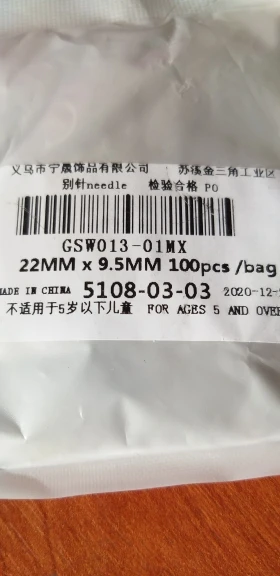 义乌市宁晟饰品有限公司 苏溪金三角工业区
别针needle 检验合格 PO
GSW013-01MX
22MM x 9.5MM 100pcs /bag
MADE IN CHINA 5108-03-03 2020-12-
不适用于5岁以下儿童 FOR AGES 5 AND OVER